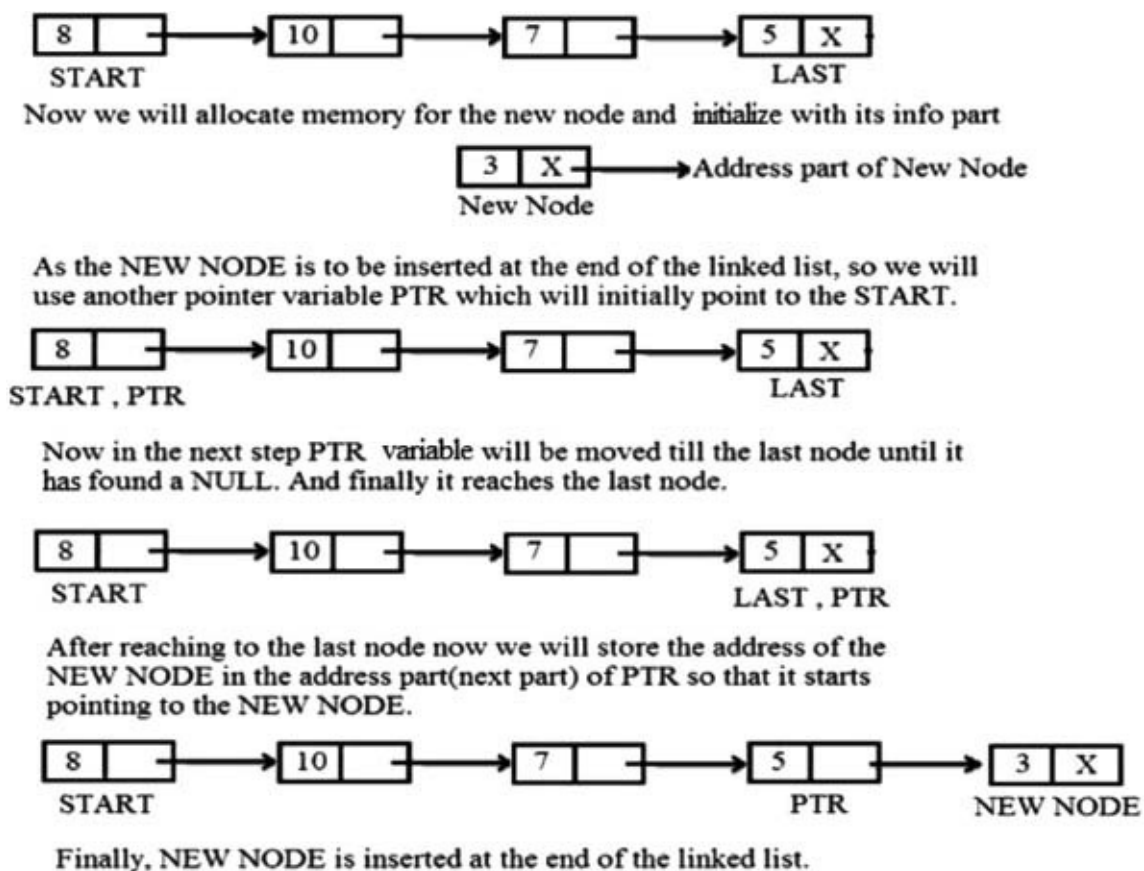 8 10 7 5 X
START LAST
Now we will allocate memory for the new node and initialize with its info part
3 X Address part of New Node
New Node
As the NEW NODE is to be inserted at the end of the linked list, so we will
use another pointer variable PTR which will initially point to the START.
8 10 7 5 X
START , PTR LAST
Now in the next step PTR variable will be moved till the last node until it
has found a NULL. And finally it reaches the last node.
8 10 7 5 X
START LAST , PTR
After reaching to the last node now we will store the address of the
NEW NODE in the address part(next part) of PTR so that it starts
pointing to the NEW NODE.
8 10 7 5 3 X
START PTR NEW NODE
Finally, NEW NODE is inserted at the end of the linked list.